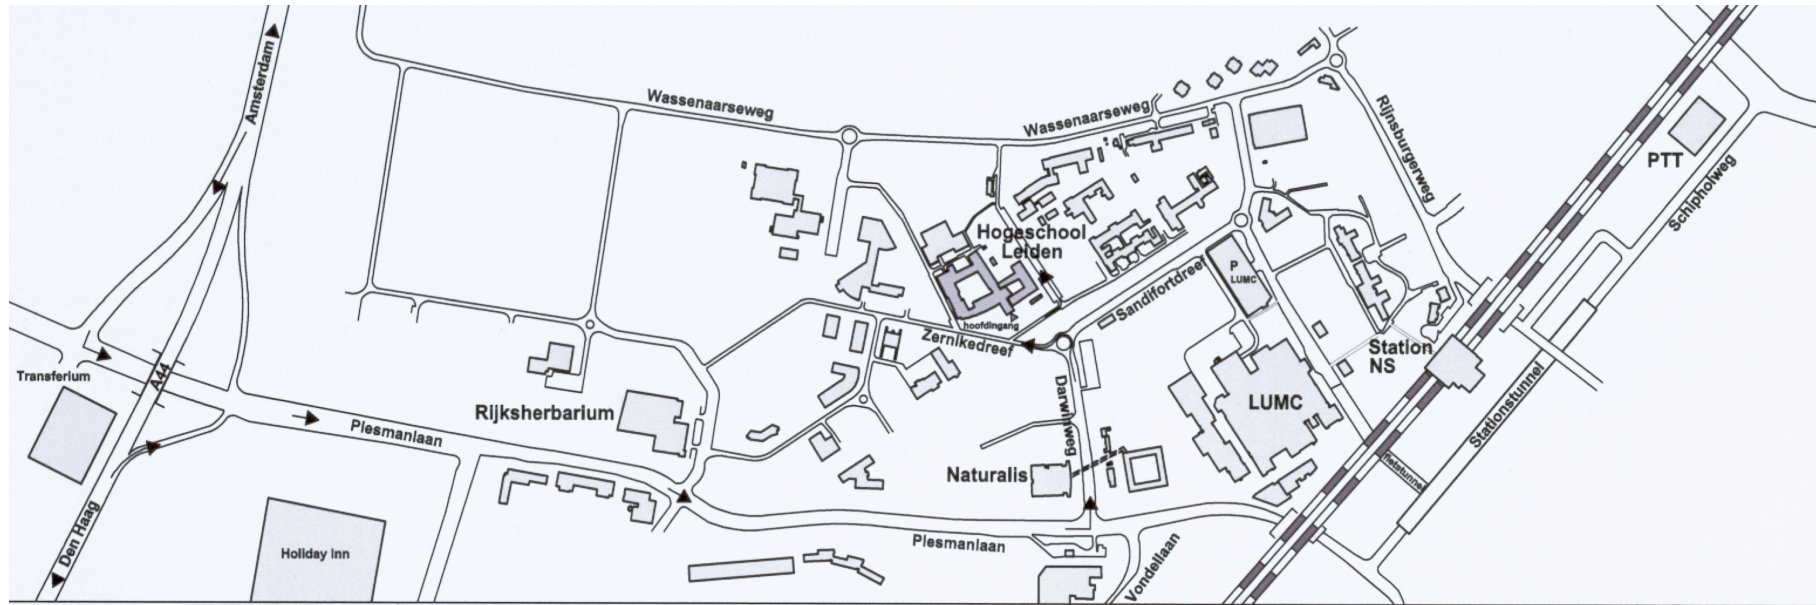 Amsterdam
Wassenaarseweg
Wassenaarseweg
Rijnsburgerweg
PTT
Schipholweg
Hogeschool
Leiden
P
LUMC
Sandifortdreef
hoofdingang
Zernikedreef
Station
NS
Transferium
A44
Rijksherbarium
Plesmanlaan
Darwinweg
LUMC
Stationstunnel
fietstunnel
Naturalis
Den Haag
Holiday Inn
Plesmanlaan
Vondellaan